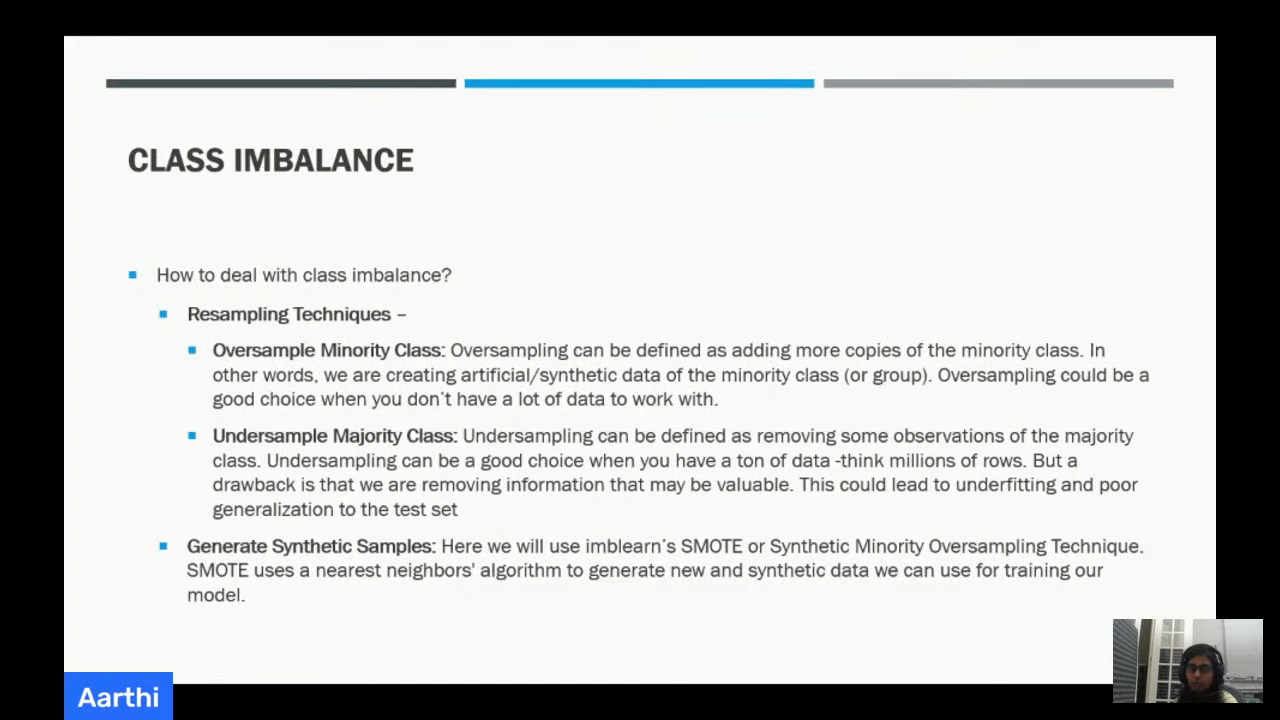 CLASS IMBALANCE
How to deal with class imbalance?
Resampling Techniques –
Oversample Minority Class: Oversampling can be defined as adding more copies of the minority class. In
other words, we are creating artificial/synthetic data of the minority class (or group). Oversampling could be a
good choice when you don’t have a lot of data to work with.
Undersample Majority Class: Undersampling can be defined as removing some observations of the majority
class. Undersampling can be a good choice when you have a ton of data -think millions of rows. But a
drawback is that we are removing information that may be valuable. This could lead to underfitting and poor
generalization to the test set
Generate Synthetic Samples: Here we will use imblearn’s SMOTE or Synthetic Minority Oversampling Technique.
SMOTE uses a nearest neighbors' algorithm to generate new and synthetic data we can use for training our
model.
Aarthi